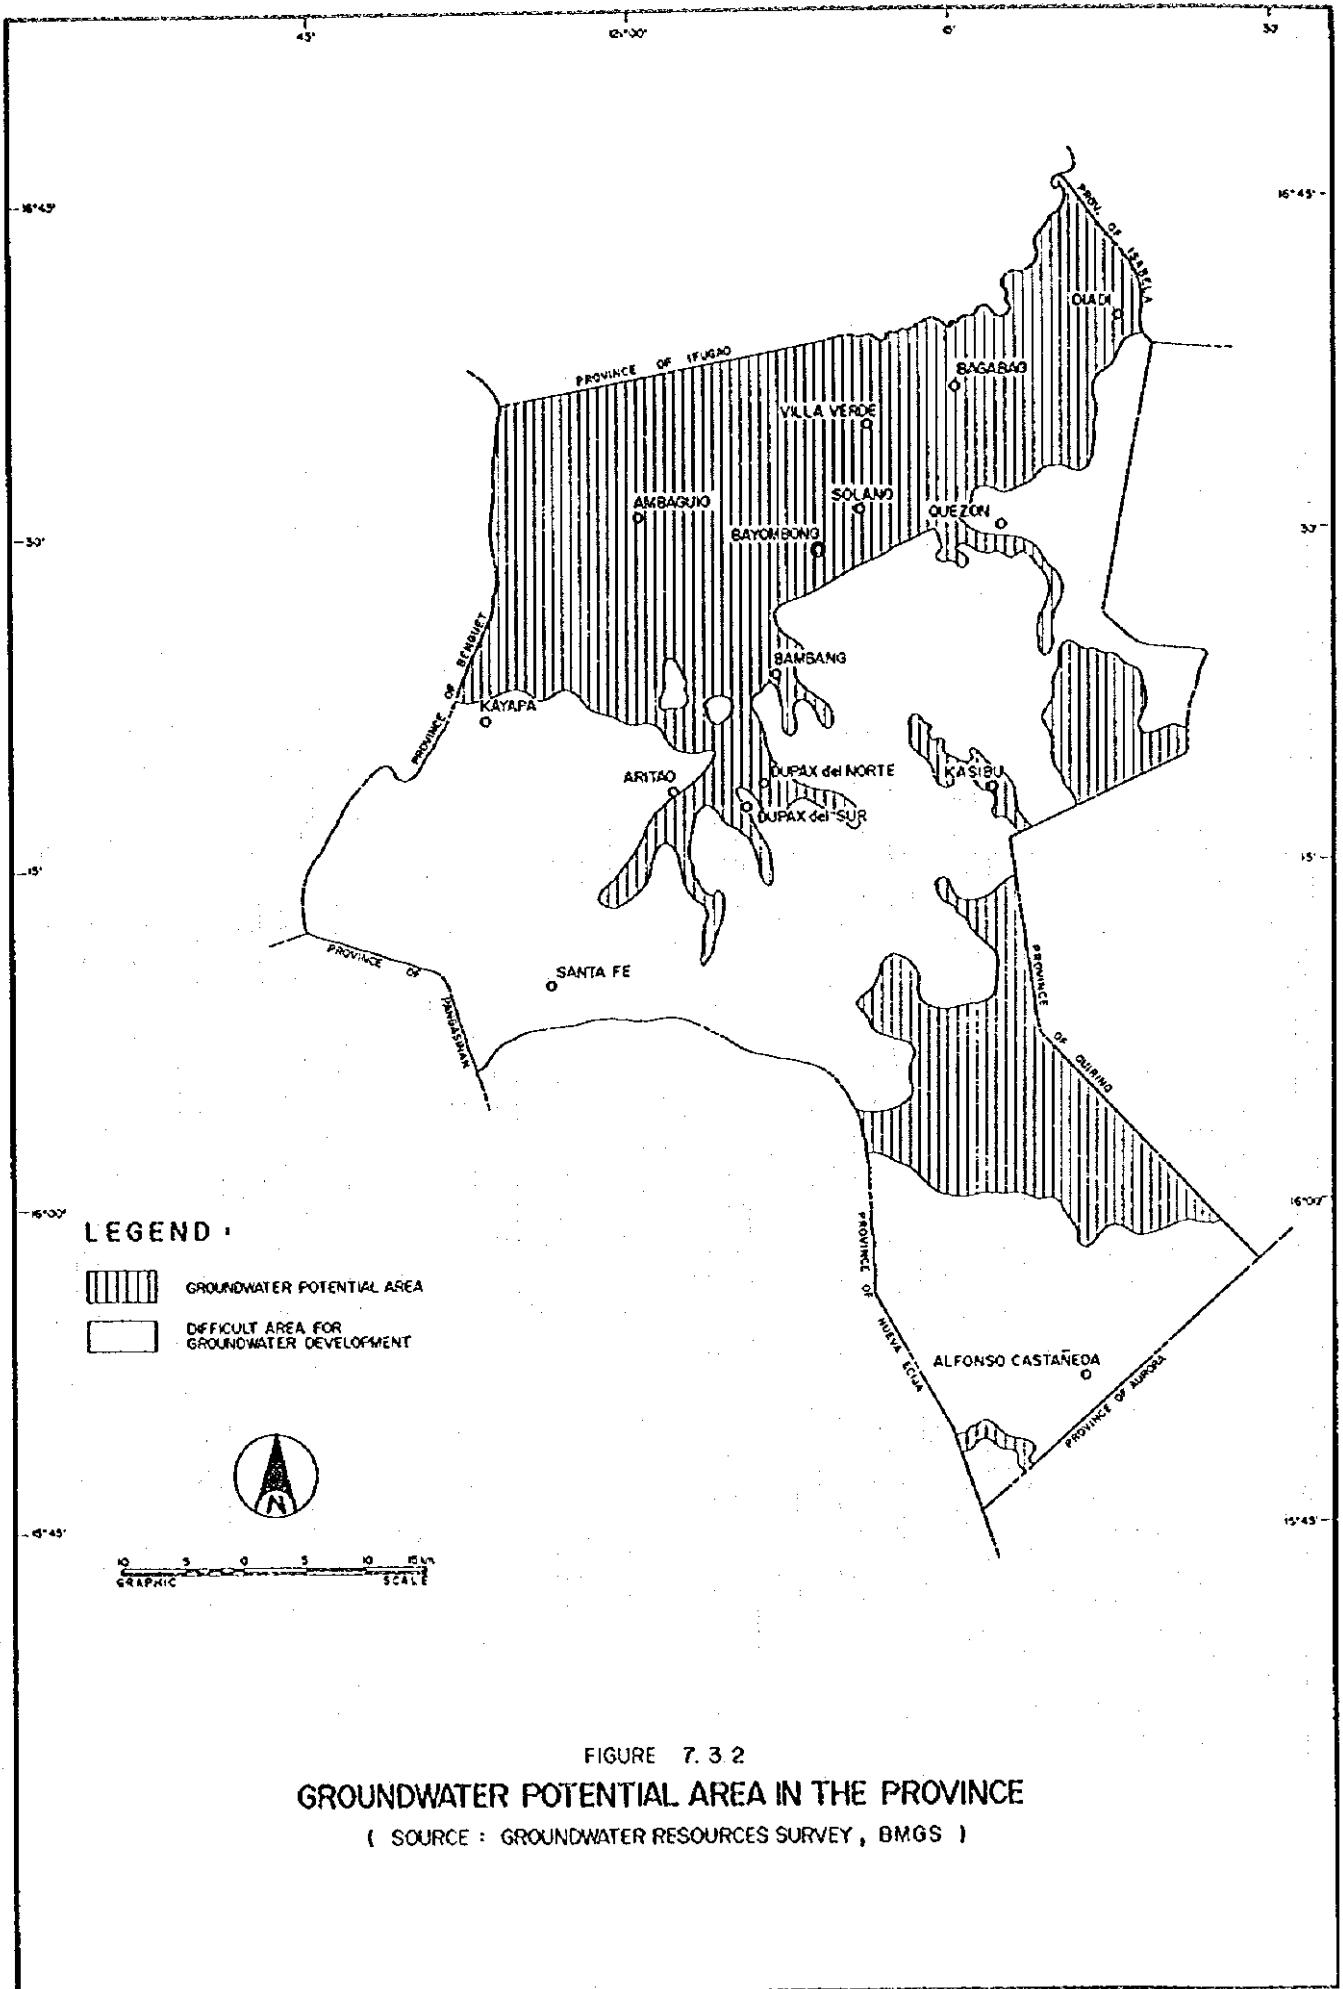 45'
121°00'
15'
30'
16°45'
16°45'
PROV. OF ISABELA
DIADI
PROVINCE OF IFUGAO
BAGABAG
VILLA VERDE
AMBAGUIO
SOLANO
QUEZON
BAYOMBONG
30'
30'
PROVINCE OF BENGUET
BAMBANG
KAYAPA
ARITAO
DUPAX del NORTE
KASIBU
DUPAX del SUR
15'
15'
PROVINCE OF PANGASINAN
SANTA FE
PROVINCE OF QUIRINO
16°00'
16°00'
LEGEND :
GROUNDWATER POTENTIAL AREA
DIFFICULT AREA FOR
GROUNDWATER DEVELOPMENT
PROVINCE OF NUEVA ECIJA
ALFONSO CASTAÑEDA
PROVINCE OF AURORA
N
15°45'
15°45'
10 5 0 5 10 15 km
GRAPHIC SCALE
FIGURE 7.3.2
GROUNDWATER POTENTIAL AREA IN THE PROVINCE
( SOURCE : GROUNDWATER RESOURCES SURVEY, BMGS )